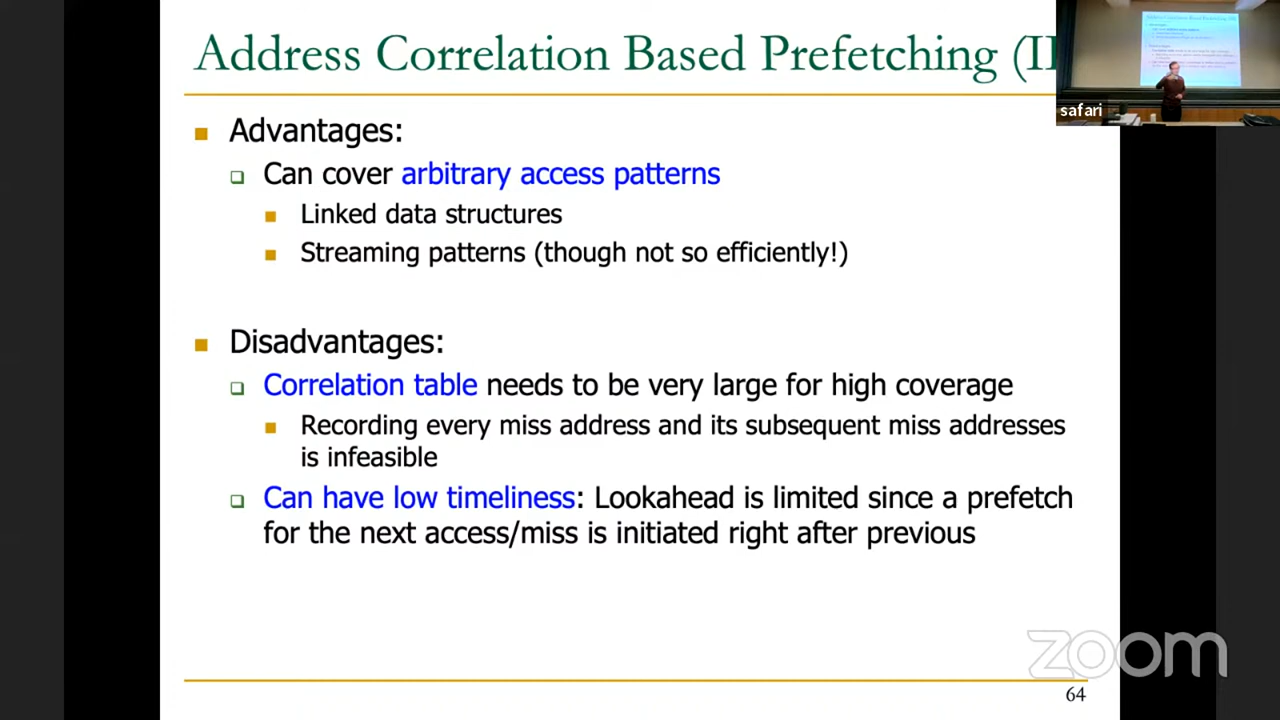 Address Correlation Based Prefetching (II
safari
Advantages:
Can cover arbitrary access patterns
Linked data structures
Streaming patterns (though not so efficiently!)
Disadvantages:
Correlation table needs to be very large for high coverage
Recording every miss address and its subsequent miss addresses
is infeasible
Can have low timeliness: Lookahead is limited since a prefetch
for the next access/miss is initiated right after previous
zoom
64